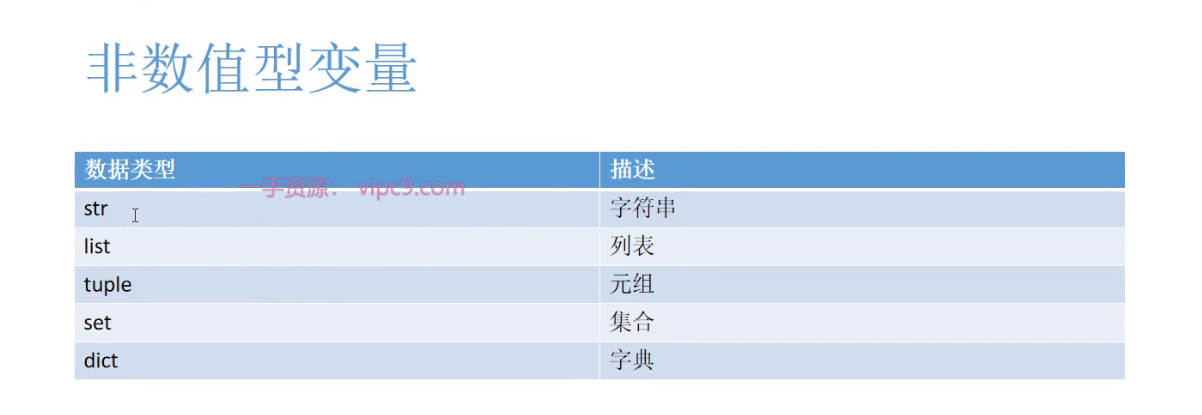 非数值型变量
数据类型 描述
一手资源: vipc9.com
str 字符串
list 列表
tuple 元组
set 集合
dict 字典